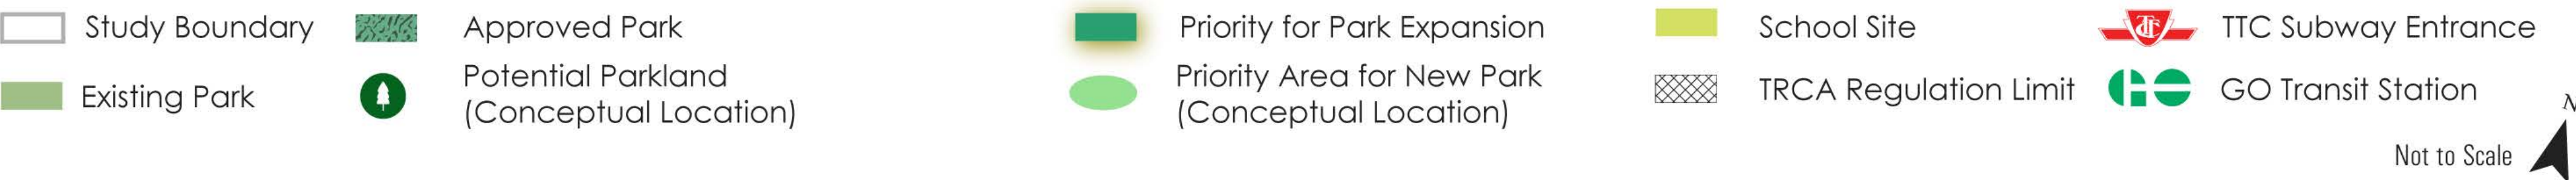 Study Boundary
Approved Park
Priority for Park Expansion
School Site
TTC Subway Entrance
Existing Park
Potential Parkland
(Conceptual Location)
Priority Area for New Park
(Conceptual Location)
TRCA Regulation Limit
GO Transit Station
Not to Scale